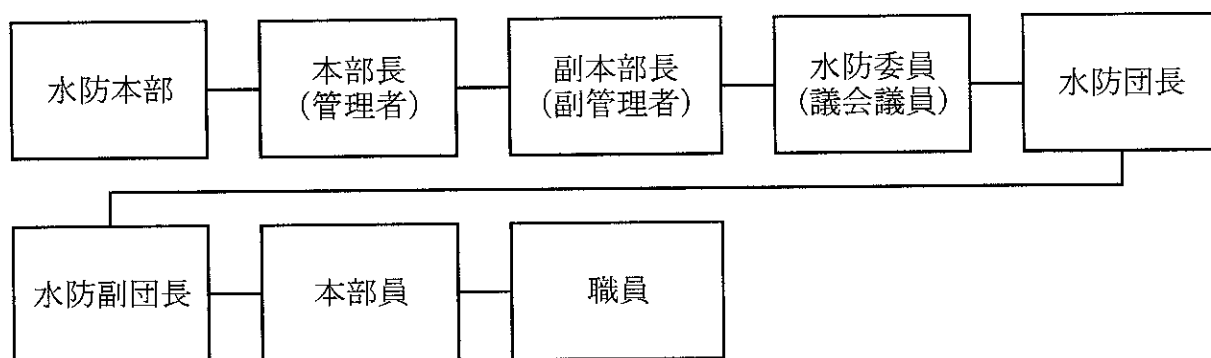 水防本部
本部長
(管理者)
副本部長
(副管理者)
水防委員
(議会議員)
水防団長
水防副団長
本部員
職員